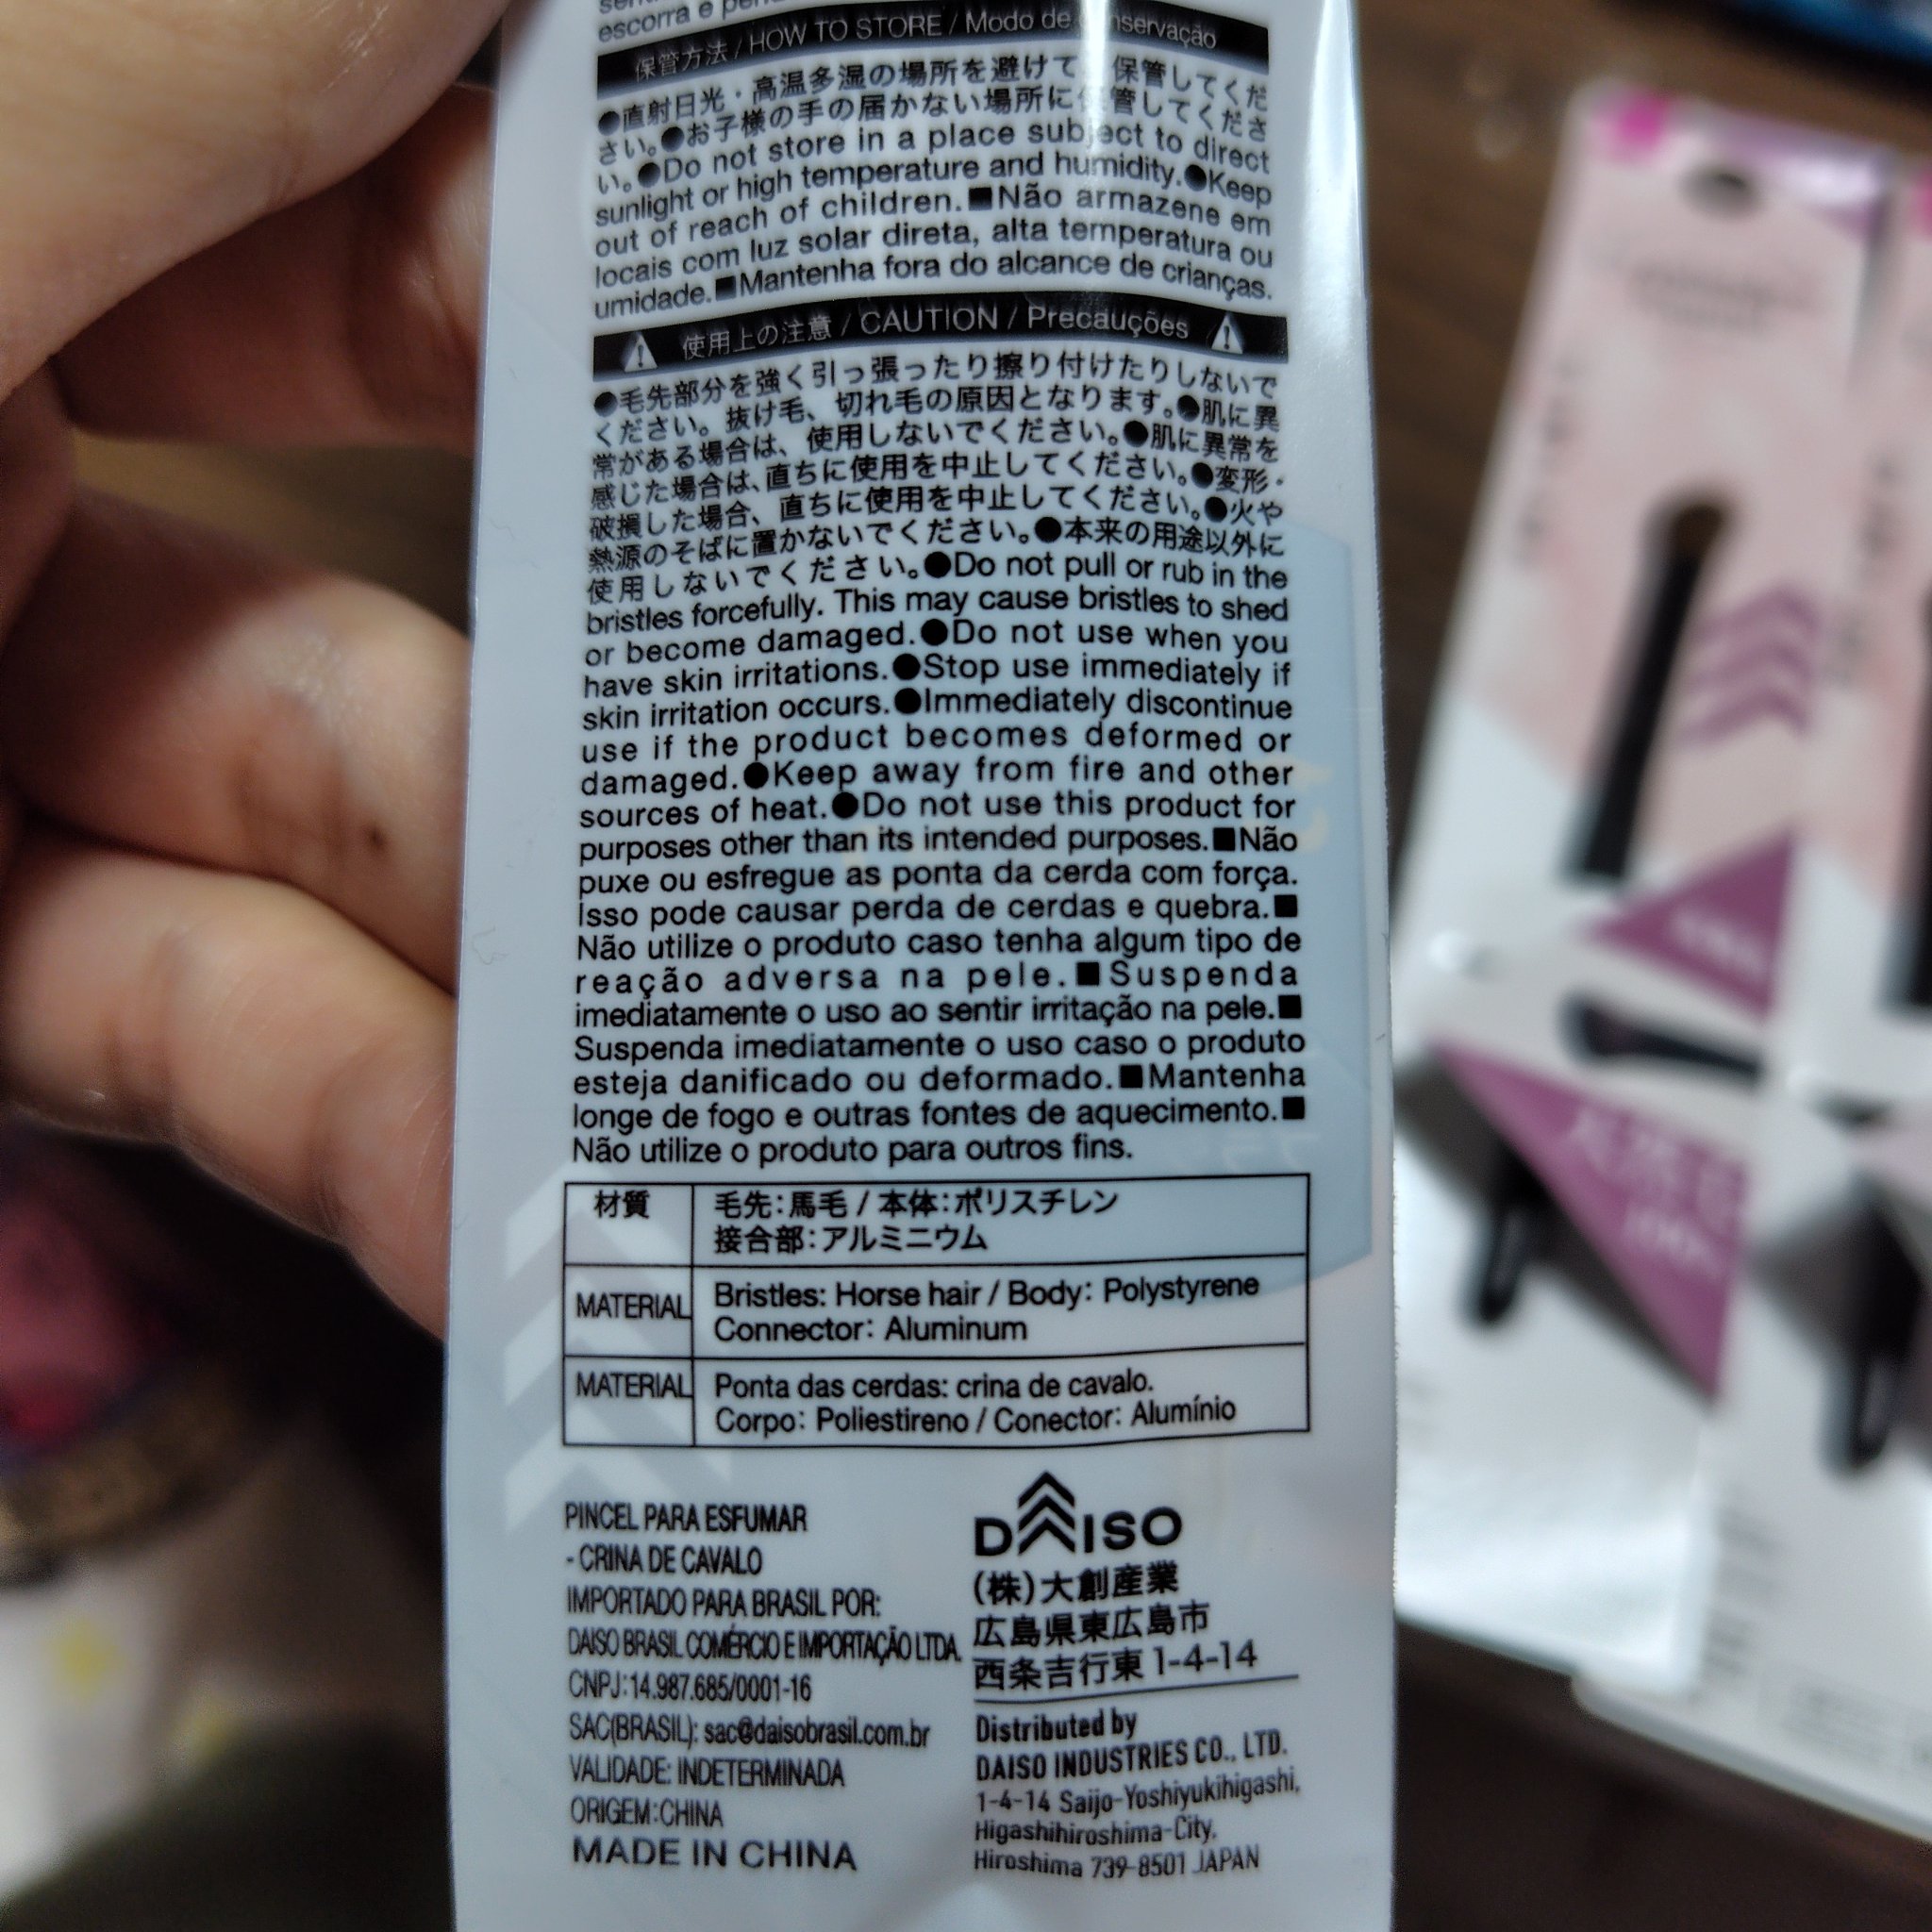 escorra e
保管方法 / HOW TO STORE / Modo de
●直射日光・高温多湿の場所を避けて 保管してくだ
さい。●お子様の手の届かない場所に 管してくださ
い。●Do not store in a place subject to direct
sunlight or high temperature and humidity.●Keep
out of reach of children.■Não armazene em
locais com luz solar direta, alta temperatura ou
umidade.■Mantenha fora do alcance de crianças.
使用上の注意 / CAUTION / Precauções
●毛先部分を強く引っ張ったり擦り付けたりしないで
ください。抜け毛、切れ毛の原因となります。●肌に異
常がある場合は、使用しないでください。●肌に異常を
感じた場合は、直ちに使用を中止してください。●変形・
破損した場合、直ちに使用を中止してください。●火や
熱源のそばに置かないでください。●本来の用途以外に
使用しないでください。●Do not pull or rub in the
bristles forcefully. This may cause bristles to shed
or become damaged.●Do not use when you
have skin irritations.●Stop use immediately if
skin irritation occurs.●Immediately discontinue
use if the product becomes deformed or
damaged.●Keep away from fire and other
sources of heat.●Do not use this product for
purposes other than its intended purposes.■Não
puxe ou esfregue as ponta da cerda com força.
Isso pode causar perda de cerdas e quebra.■
Não utilize o produto caso tenha algum tipo de
reação adversa na pele.■Suspenda
imediatamente o uso ao sentir irritação na pele.■
Suspenda imediatamente o uso caso o produto
esteja danificado ou deformado.■Mantenha
longe de fogo e outras fontes de aquecimento.■
Não utilize o produto para outros fins.
材質 毛先：馬毛 / 本体：ポリスチレン
接合部：アルミニウム
MATERIAL Bristles: Horse hair / Body: Polystyrene
Connector: Aluminum
MATERIAL Ponta das cerdas: crina de cavalo.
Corpo: Poliestireno / Conector: Alumínio
PINCEL PARA ESFUMAR
- CRINA DE CAVALO
IMPORTADO PARA BRASIL POR:
DAISO BRASIL COMÉRCIO E IMPORTAÇÃO LTDA.
CNPJ:14.987.685/0001-16
SAC(BRASIL): sac@daisobrasil.com.br
VALIDADE: INDETERMINADA
ORIGEM:CHINA
MADE IN CHINA
DAISO
(株)大創産業
広島県東広島市
西条吉行東 1-4-14
Distributed by
DAISO INDUSTRIES CO., LTD.
1-4-14 Saijo-Yoshiyukihigashi,
Higashihiroshima-City,
Hiroshima 739-8501 JAPAN